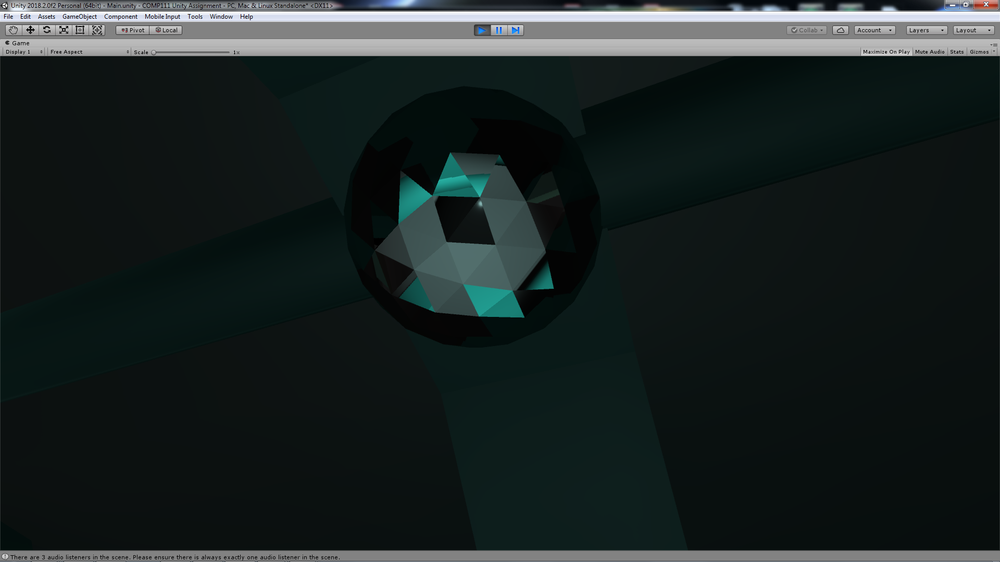 Unity 2018.2.0f2 Personal (64bit) - Main.unity - COMP111 Unity Assignment - PC, Mac & Linux Standalone* <DX11>
File Edit Assets GameObject Component Mobile Input Tools Window Help
Pivot Local Collab Account Layers Layout
Game
Display 1 Free Aspect Scale 1x Maximize On Play Mute Audio Stats Gizmos
There are 3 audio listeners in the scene. Please ensure there is always exactly one audio listener in the scene.